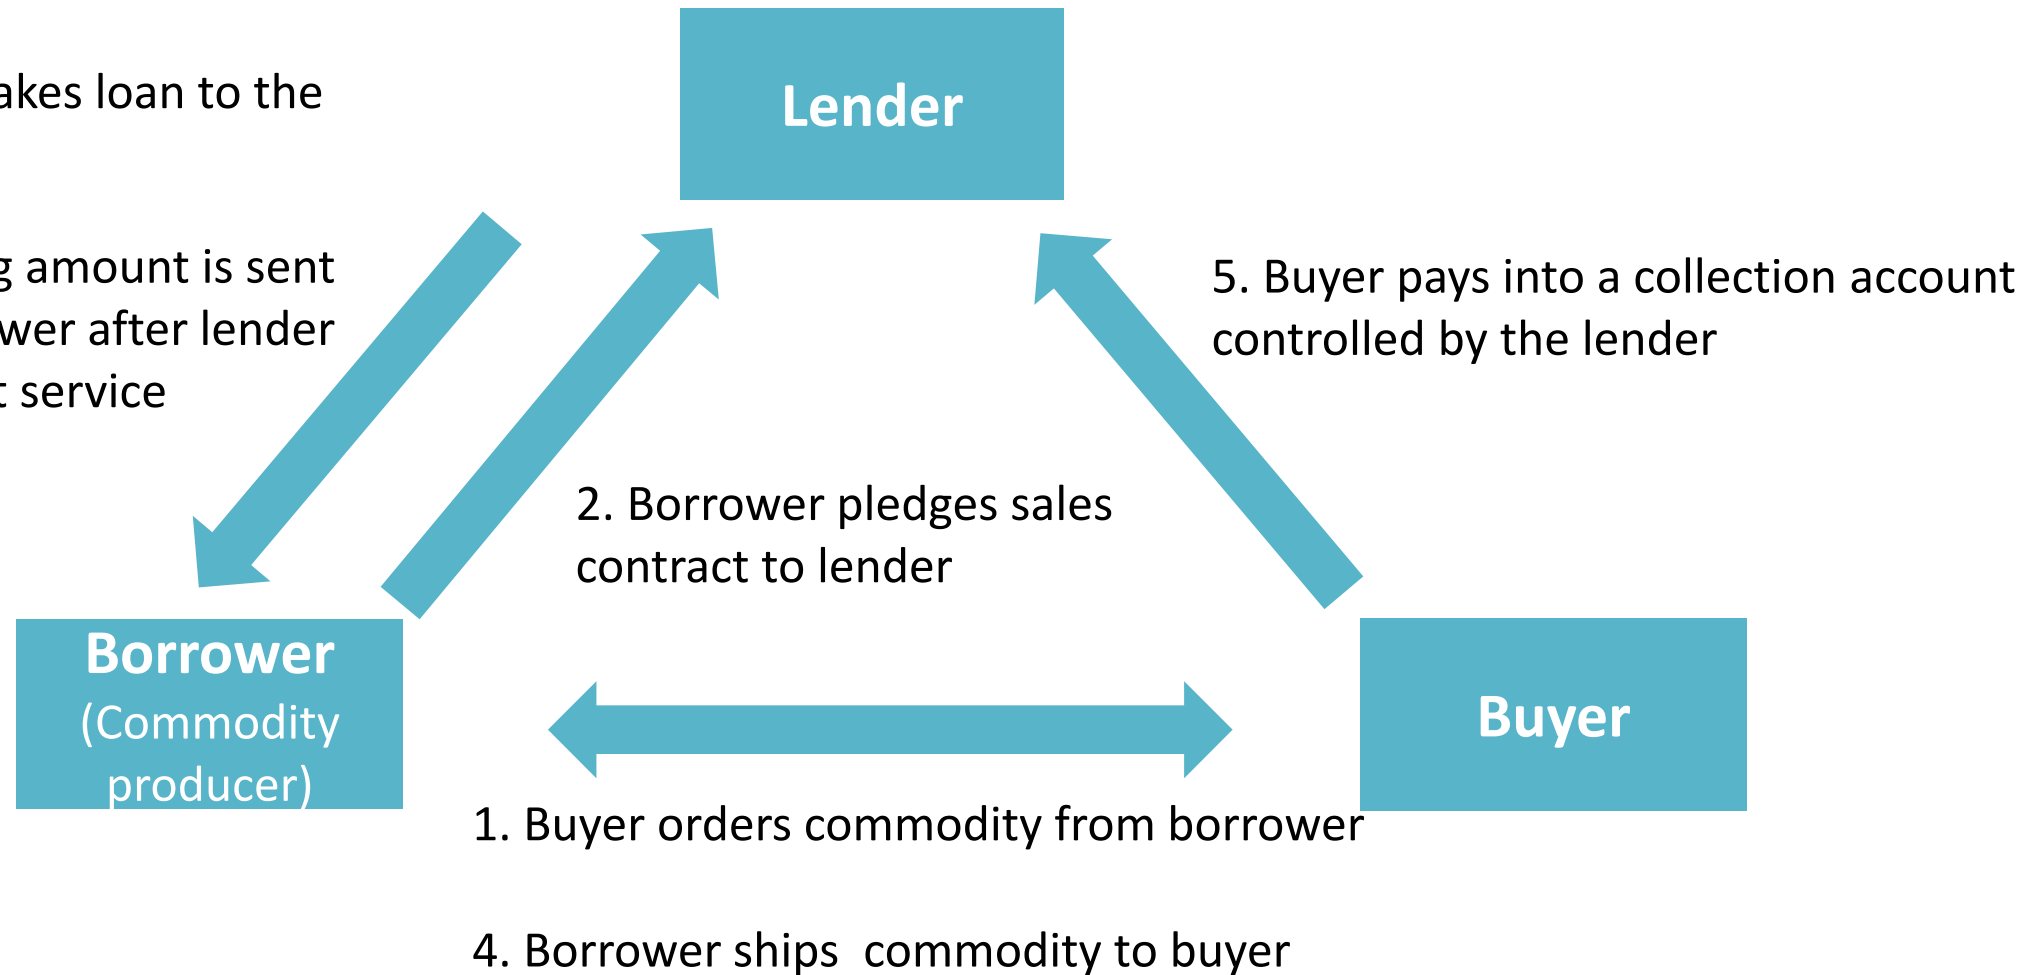 Lender
akes loan to the
g amount is sent
wer after lender
t service
5. Buyer pays into a collection account
controlled by the lender
2. Borrower pledges sales
contract to lender
Borrower
(Commodity
producer)
Buyer
1. Buyer orders commodity from borrower
4. Borrower ships  commodity to buyer